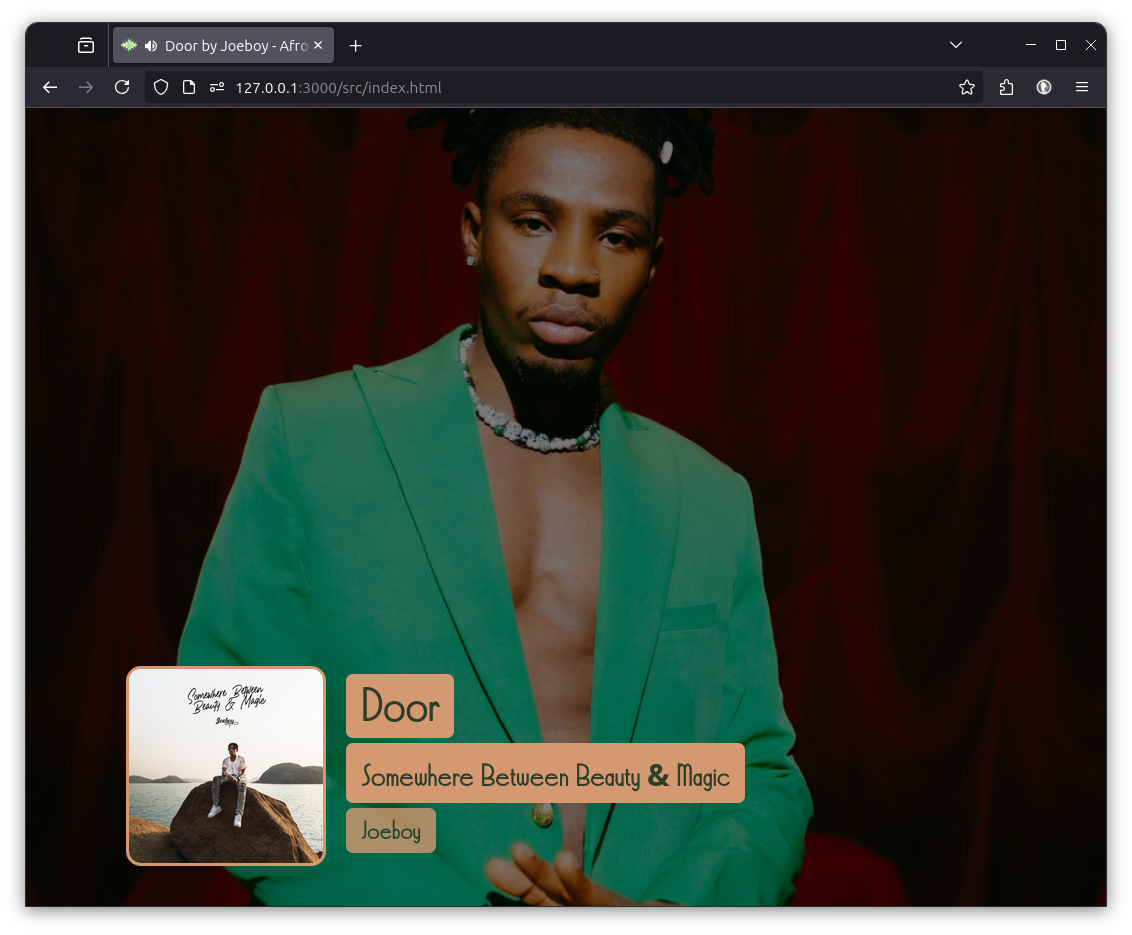 Door by Joeboy - Afro
127.0.0.1:3000/src/index.html
Somewhere Between
Beauty & Magic
Joeboy
Door
Somewhere Between Beauty & Magic
Joeboy